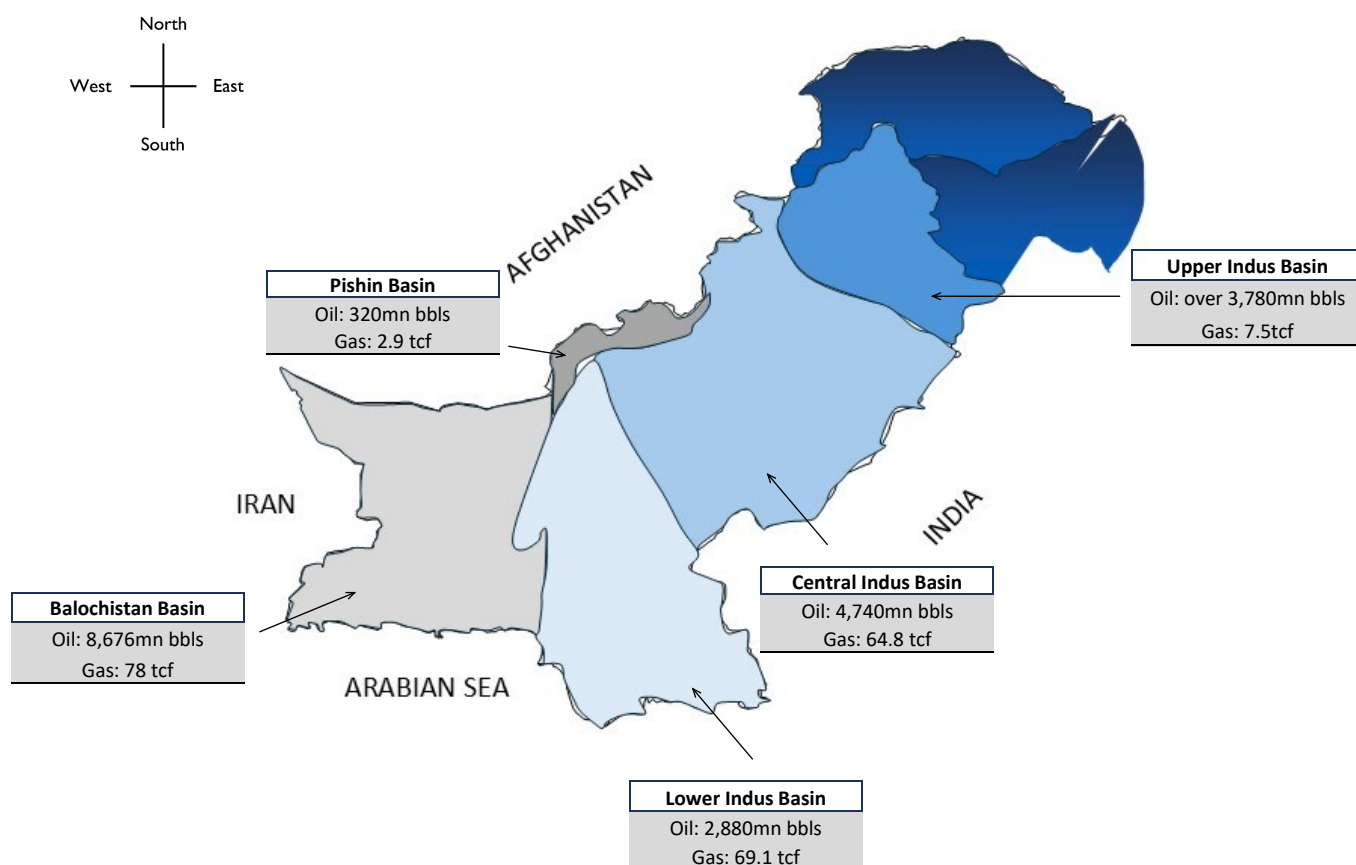 North
West
East
South
AFGHANISTAN
Pishin Basin
Oil: 320mn bbls
Gas: 2.9 tcf
Upper Indus Basin
Oil: over 3,780mn bbls
Gas: 7.5tcf
IRAN
INDIA
Balochistan Basin
Oil: 8,676mn bbls
Gas: 78 tcf
Central Indus Basin
Oil: 4,740mn bbls
Gas: 64.8 tcf
ARABIAN SEA
Lower Indus Basin
Oil: 2,880mn bbls
Gas: 69.1 tcf